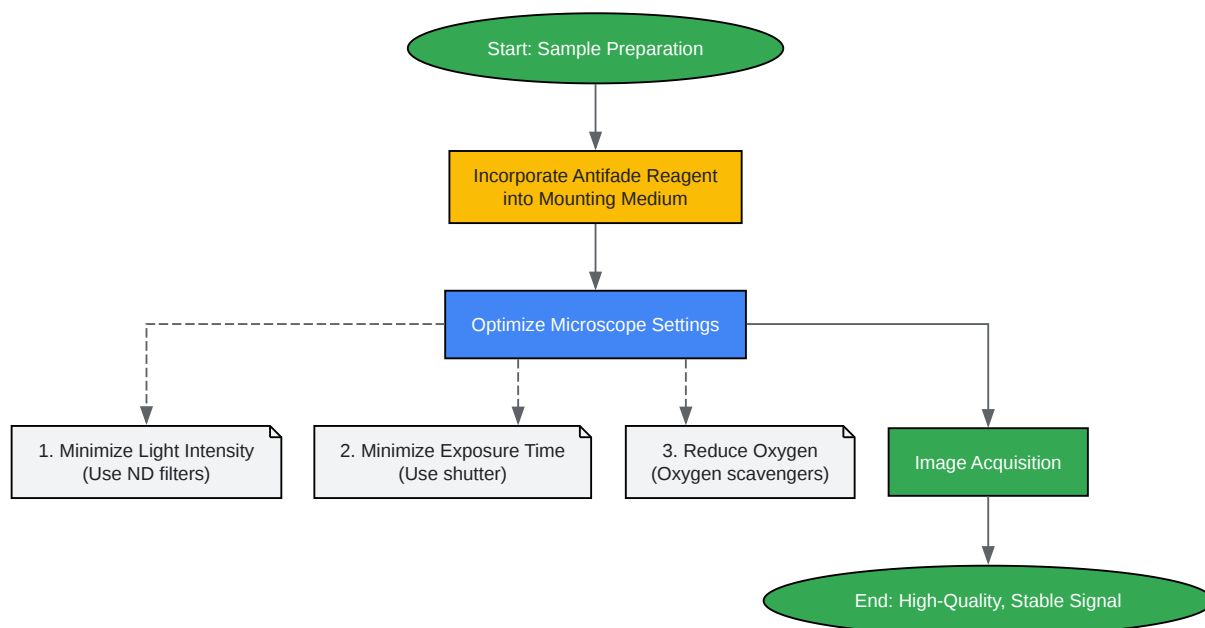 Start: Sample Preparation
Incorporate Antifade Reagent
into Mounting Medium
Optimize Microscope Settings
1. Minimize Light Intensity
(Use ND filters)
2. Minimize Exposure Time
(Use shutter)
3. Reduce Oxygen
(Oxygen scavengers)
Image Acquisition
End: High-Quality, Stable Signal